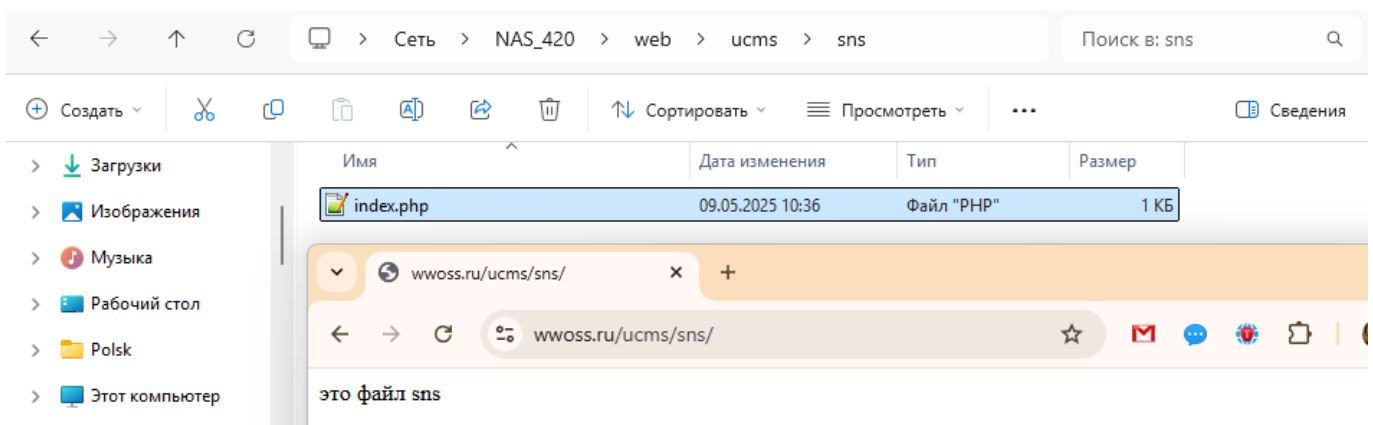 Сеть > NAS_420 > web > ucms > sns
Поиск в: sns
Создать
Сортировать
Просмотреть
Сведения
Имя
Дата изменения
Тип
Размер
Загрузки
Изображения
Музыка
Рабочий стол
Polsk
Этот компьютер
index.php
09.05.2025 10:36
Файл "PHP"
1 КБ
wwoss.ru/ucms/sns/
wwoss.ru/ucms/sns/
это файл sns